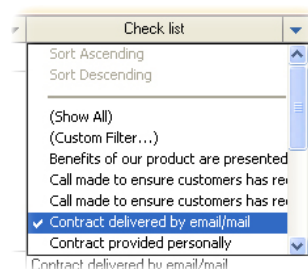 Check list
Sort Ascending
Sort Descending
(Show All)
(Custom Filter...)
Benefits of our product are presented
Call made to ensure customers has re
Call made to ensure customers has re
Contract delivered by email/mail
Contract provided personally
Contract delivered by email/mail